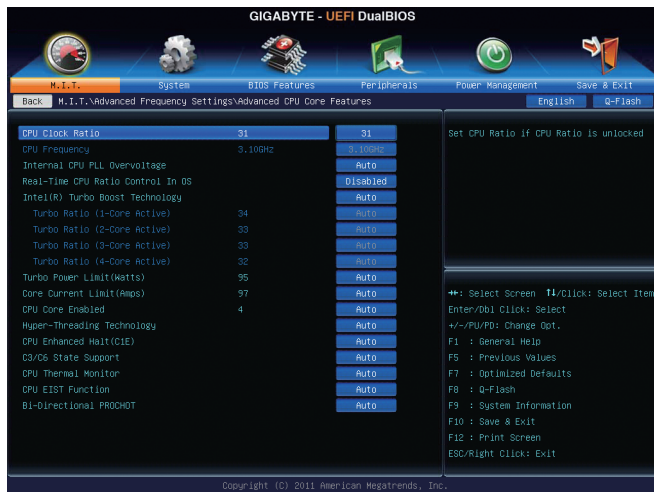 GIGABYTE - UEFI DualBIOS
M.I.T. System BIOS Features Peripherals Power Management Save & Exit
Back M.I.T.\Advanced Frequency Settings\Advanced CPU Core Features English Q-Flash
CPU Clock Ratio 31 31
CPU Frequency 3.10GHz 3.10GHz
Internal CPU PLL Overvoltage Auto
Real-Time CPU Ratio Control In OS Disabled
Intel(R) Turbo Boost Technology Auto
Turbo Ratio (1-Core Active) 34 Auto
Turbo Ratio (2-Core Active) 33 Auto
Turbo Ratio (3-Core Active) 33 Auto
Turbo Ratio (4-Core Active) 32 Auto
Turbo Power Limit(Watts) 95 Auto
Core Current Limit(Amps) 97 Auto
CPU Core Enabled 4 Auto
Hyper-Threading Technology Auto
CPU Enhanced Halt(C1E) Auto
C3/C6 State Support Auto
CPU Thermal Monitor Auto
CPU EIST Function Auto
Bi-Directional PROCHOT Auto
Set CPU Ratio if CPU Ratio is unlocked
→←: Select Screen ↑↓/Click: Select Item
Enter/Dbl Click: Select
+/-/PU/PD: Change Opt.
F1 : General Help
F5 : Previous Values
F7 : Optimized Defaults
F8 : Q-Flash
F9 : System Information
F10 : Save & Exit
F12 : Print Screen
ESC/Right Click: Exit
Copyright (C) 2011 American Megatrends, Inc.